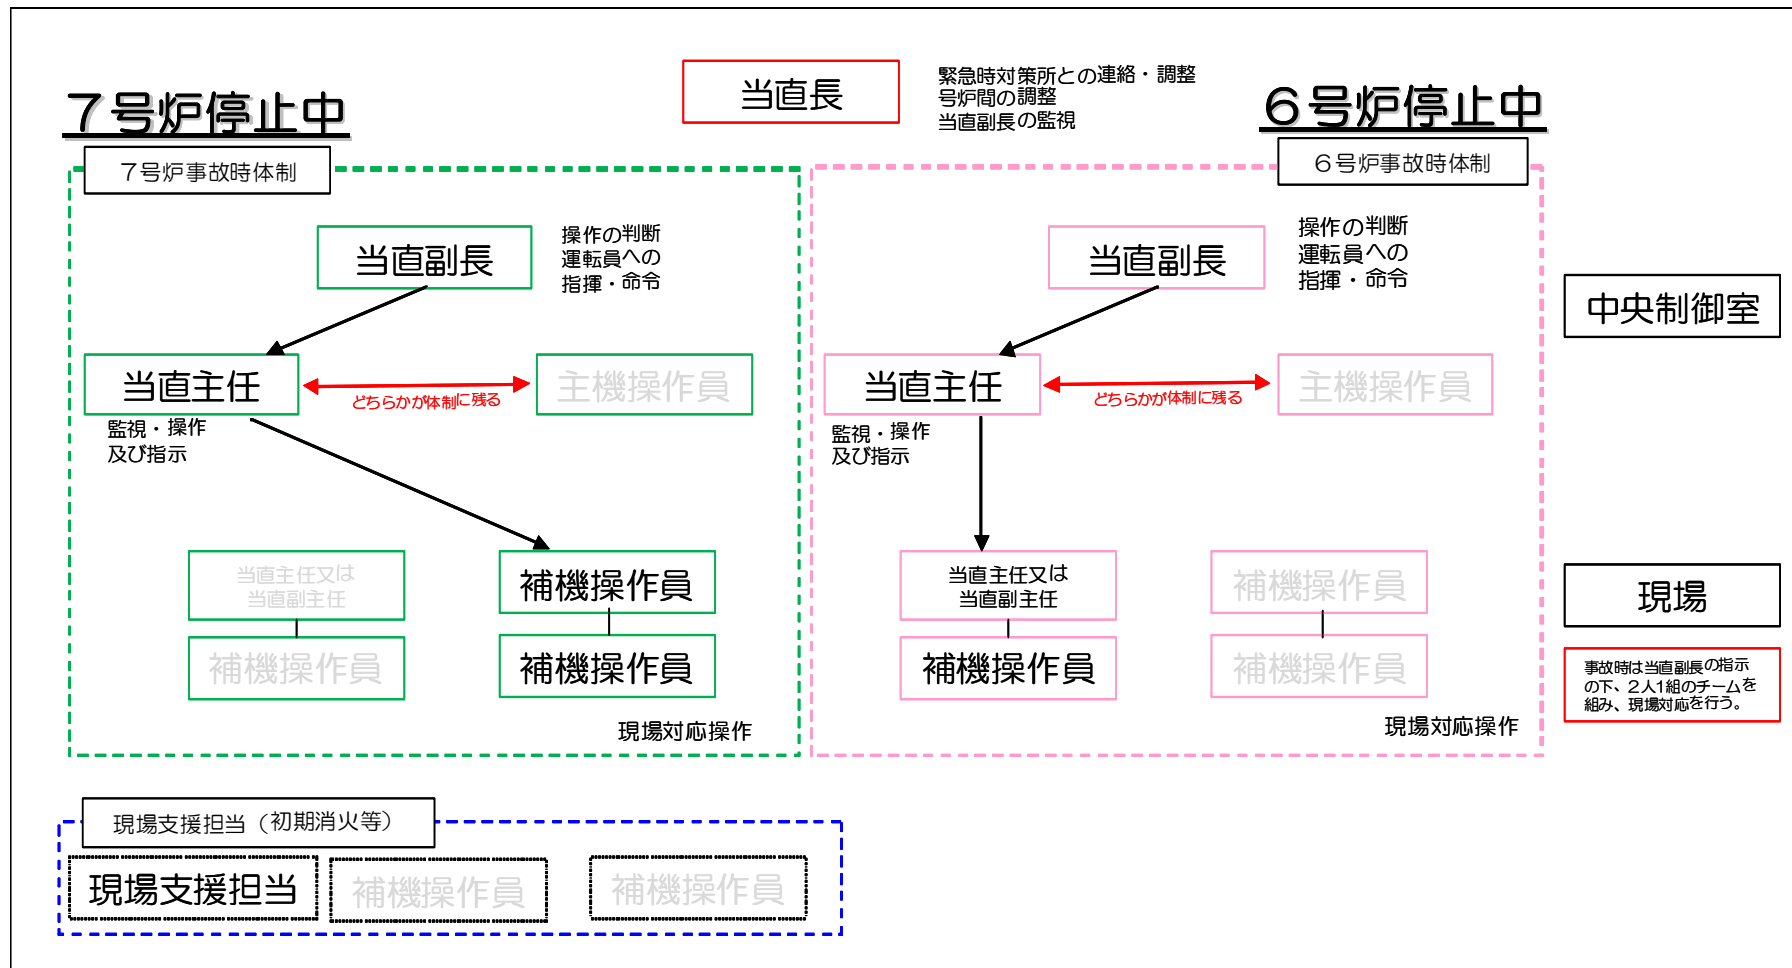 当直長
緊急時対策所との連絡・調整
号炉間の調整
当直副長の監視
７号炉停止中
６号炉停止中
７号炉事故時体制
当直副長
操作の判断
運転員への
指揮・命令
当直主任
どちらかが体制に残る
主機操作員
監視・操作
及び指示
当直主任又は
当直副主任
補機操作員
補機操作員
補機操作員
現場対応操作
６号炉事故時体制
当直副長
操作の判断
運転員への
指揮・命令
当直主任
どちらかが体制に残る
主機操作員
監視・操作
及び指示
当直主任又は
当直副主任
補機操作員
補機操作員
補機操作員
現場対応操作
中央制御室
現場
事故時は当直副長の指示
の下、２人１組のチームを
組み、現場対応を行う。
現場支援担当（初期消火等）
現場支援担当
補機操作員
補機操作員